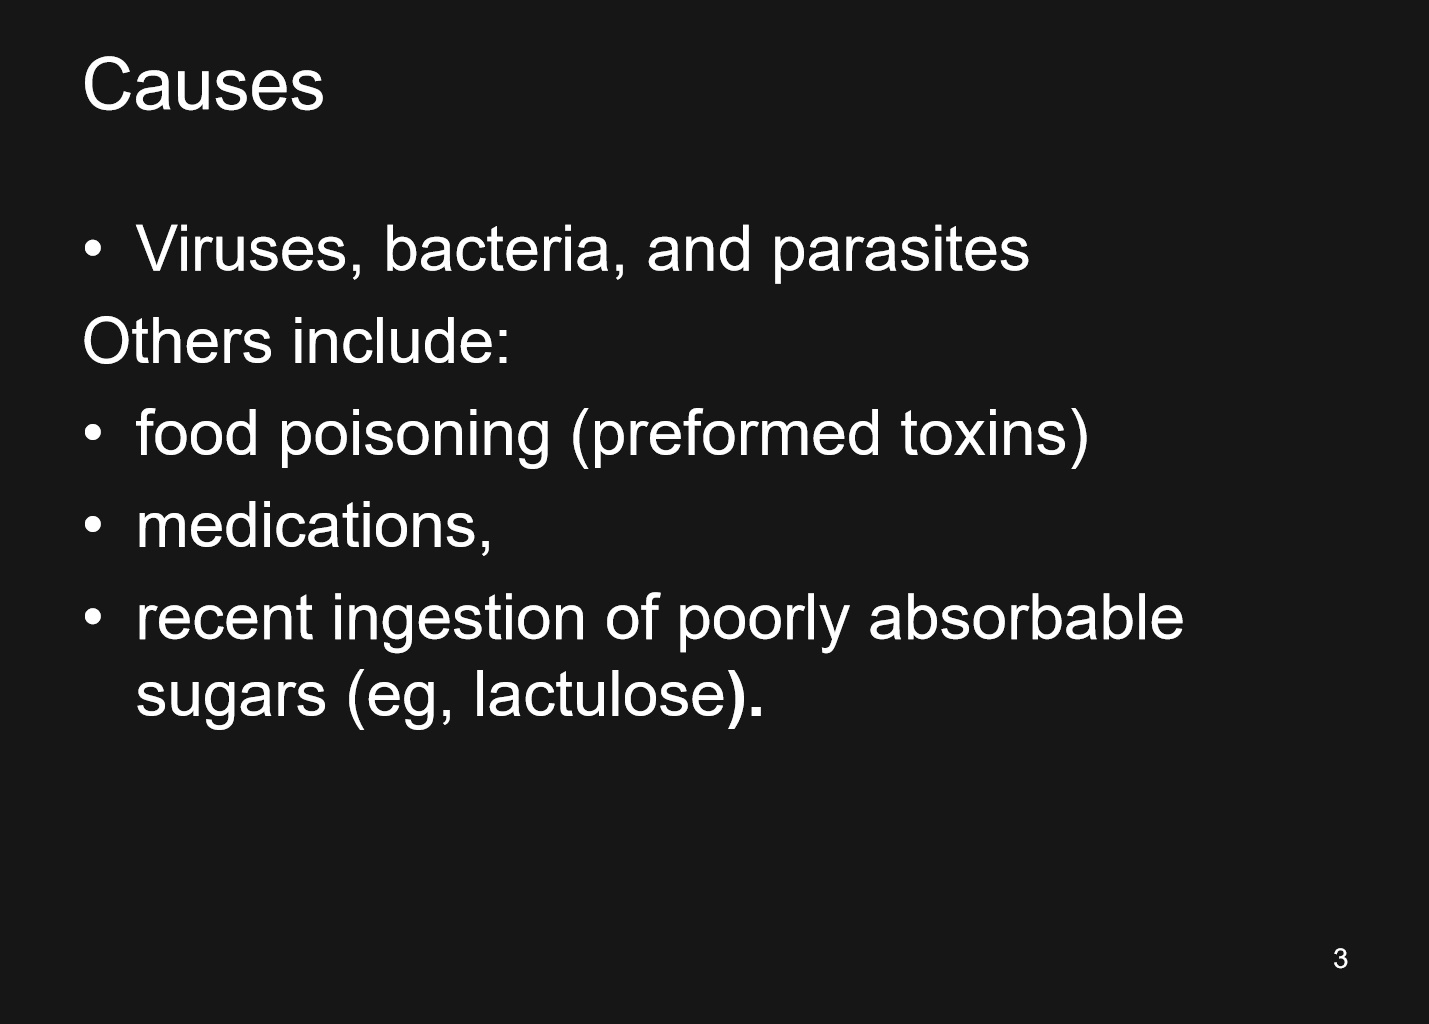 Causes
• Viruses, bacteria, and parasites
Others include:
• food poisoning (preformed toxins)
• medications,
• recent ingestion of poorly absorbable
sugars (eg, lactulose).
3